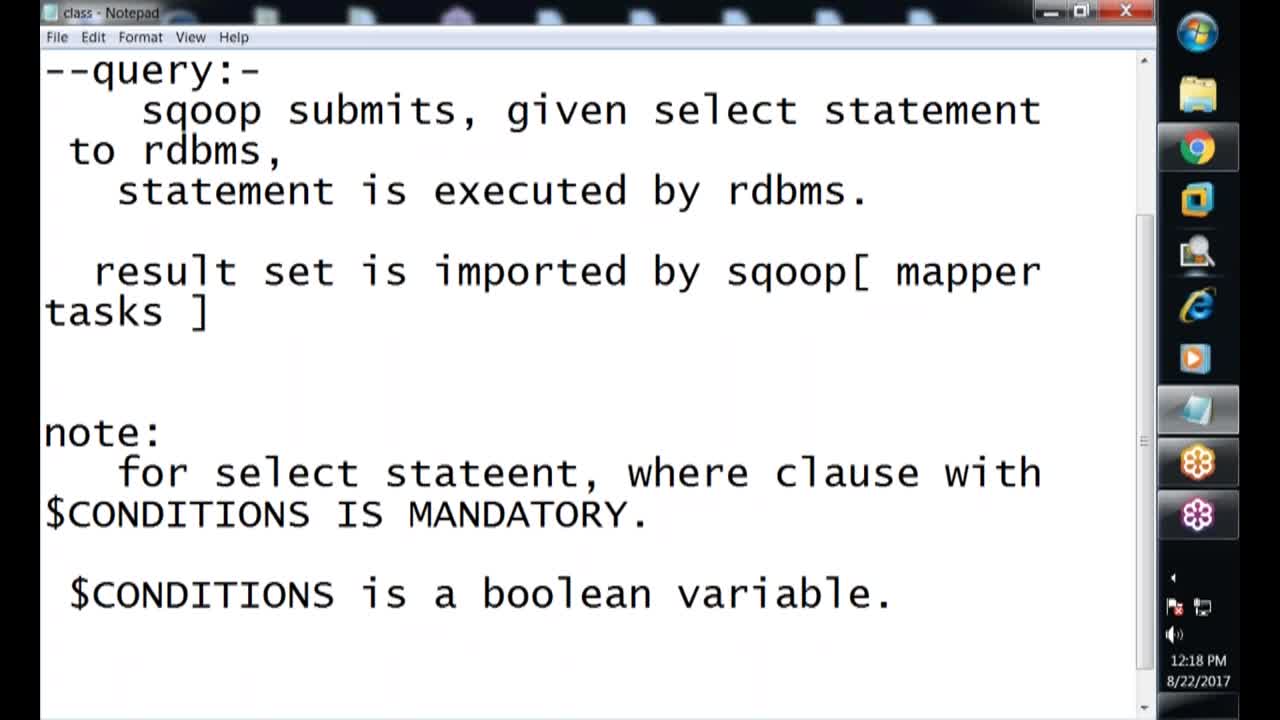 class - Notepad
File Edit Format View Help
--query:-
sqoop submits, given select statement
to rdbms,
statement is executed by rdbms.
result set is imported by sqoop[ mapper
tasks ]
note:
for select stateent, where clause with
$CONDITIONS IS MANDATORY.
$CONDITIONS is a boolean variable.
12:18 PM
8/22/2017